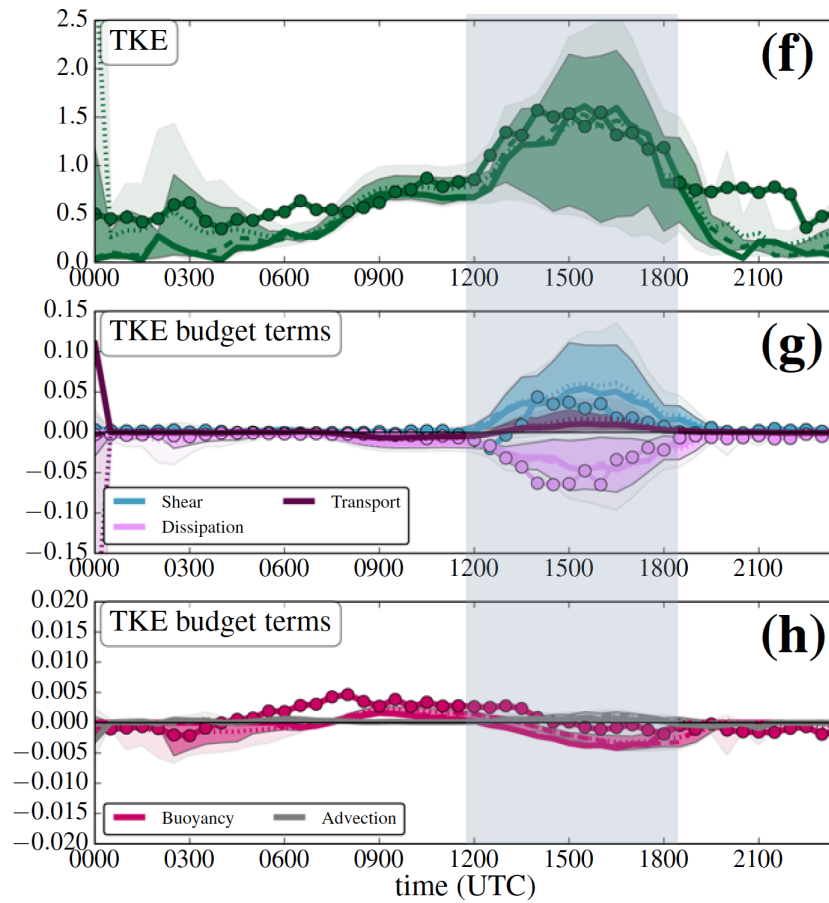 2.5
TKE
(f)
2.0
1.5
1.0
0.5
0.0
0000 0300 0600 0900 1200 1500 1800 2100
0.15
TKE budget terms
(g)
0.10
0.05
0.00
−0.05
−0.10
Shear Transport
Dissipation
−0.15
0000 0300 0600 0900 1200 1500 1800 2100
0.020
TKE budget terms
(h)
0.015
0.010
0.005
0.000
−0.005
−0.010
−0.015
Buoyancy Advection
−0.020
0000 0300 0600 0900 1200 1500 1800 2100
time (UTC)